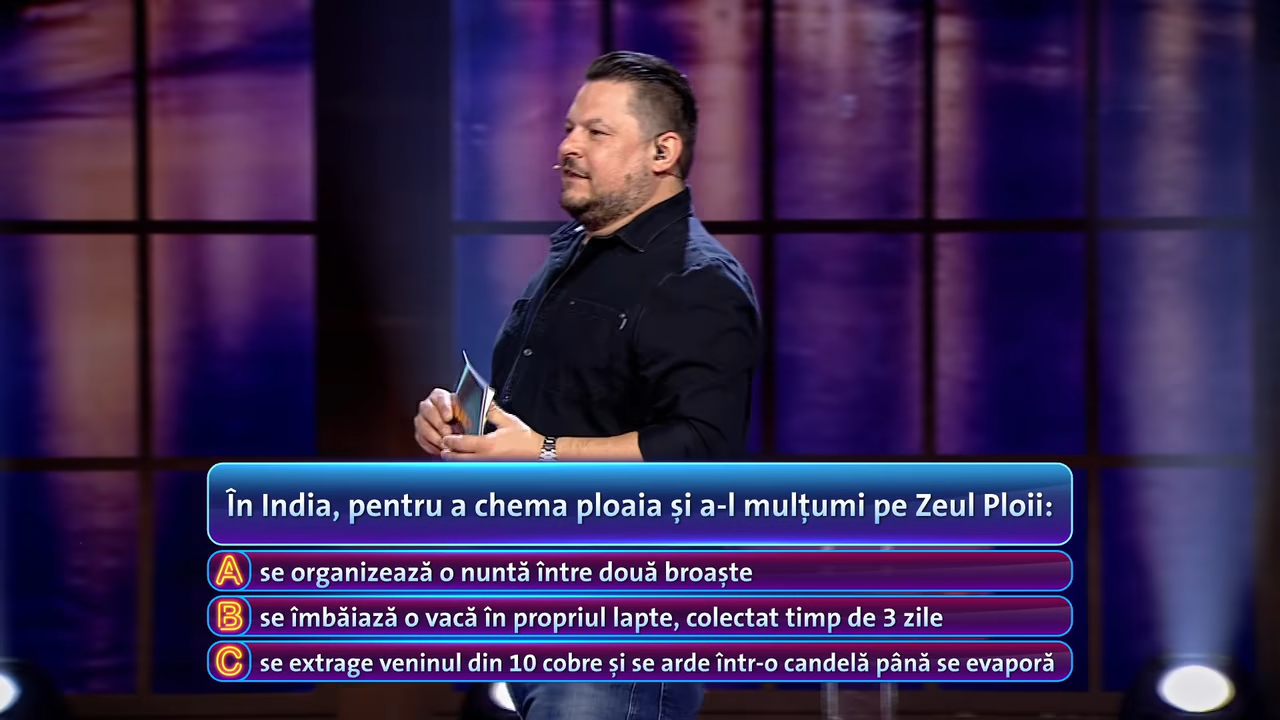 În India, pentru a chema ploaia și a-l mulțumi pe Zeul Ploii:
A se organizează o nuntă între două broaște
B se îmbăiază o vacă în propriul lapte, colectat timp de 3 zile
C se extrage veninul din 10 cobre și se arde într-o candelă până se evaporă